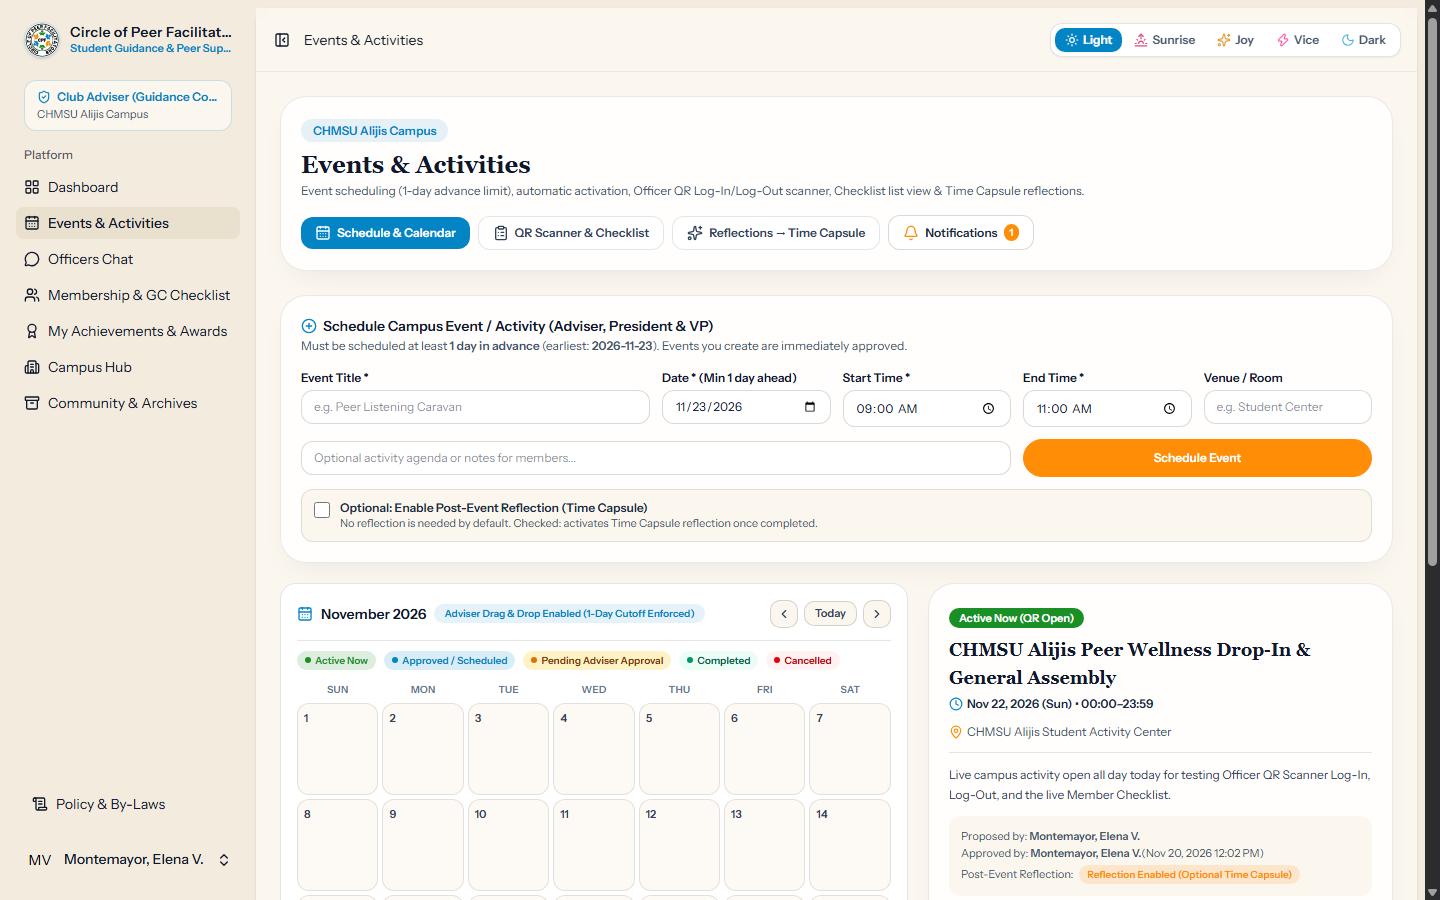 Circle of Peer Facilitat...
Student Guidance & Peer Sup...
Club Adviser (Guidance Co...
CHMSU Alijis Campus
Platform
Dashboard
Events & Activities
Officers Chat
Membership & GC Checklist
My Achievements & Awards
Campus Hub
Community & Archives
Policy & By-Laws
MV Montemayor, Elena V.
Events & Activities
Light Sunrise Joy Vice Dark
CHMSU Alijis Campus
Events & Activities
Event scheduling (1-day advance limit), automatic activation, Officer QR Log-In/Log-Out scanner, Checklist list view & Time Capsule reflections.
Schedule & Calendar QR Scanner & Checklist Reflections → Time Capsule Notifications 1
Schedule Campus Event / Activity (Adviser, President & VP)
Must be scheduled at least 1 day in advance (earliest: 2026-11-23). Events you create are immediately approved.
Event Title * Date * (Min 1 day ahead) Start Time * End Time * Venue / Room
e.g. Peer Listening Caravan 11/23/2026 09:00 AM 11:00 AM e.g. Student Center
Optional activity agenda or notes for members... Schedule Event
Optional: Enable Post-Event Reflection (Time Capsule)
No reflection is needed by default. Checked: activates Time Capsule reflection once completed.
November 2026 Adviser Drag & Drop Enabled (1-Day Cutoff Enforced) Today
Active Now Approved / Scheduled Pending Adviser Approval Completed Cancelled
SUN MON TUE WED THU FRI SAT
1 2 3 4 5 6 7
8 9 10 11 12 13 14
Active Now (QR Open)
CHMSU Alijis Peer Wellness Drop-In &
General Assembly
Nov 22, 2026 (Sun) • 00:00–23:59
CHMSU Alijis Student Activity Center
Live campus activity open all day today for testing Officer QR Scanner Log-In,
Log-Out, and the live Member Checklist.
Proposed by: Montemayor, Elena V.
Approved by: Montemayor, Elena V.(Nov 20, 2026 12:02 PM)
Post-Event Reflection: Reflection Enabled (Optional Time Capsule)